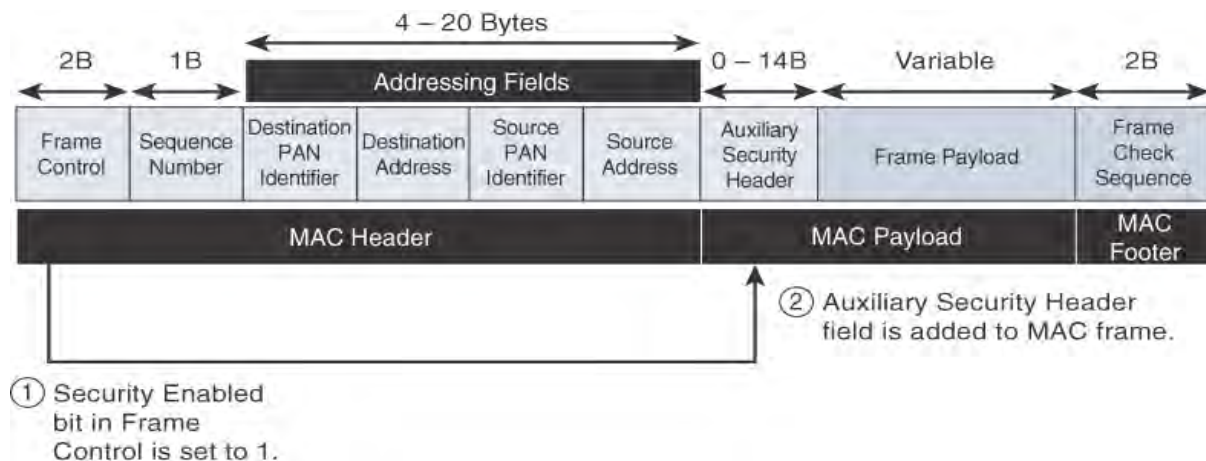 4 – 20 Bytes
2B
1B
Addressing Fields
0 – 14B
Variable
2B
Frame
Control
Sequence
Number
Destination
PAN
Identifier
Destination
Address
Source
PAN
Identifier
Source
Address
Auxiliary
Security
Header
Frame Payload
Frame
Check
Sequence
MAC Header
MAC Payload
MAC
Footer
② Auxiliary Security Header
field is added to MAC frame.
① Security Enabled
bit in Frame
Control is set to 1.